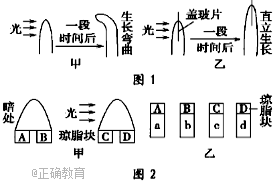 光 一段 时间后 生长弯曲 甲
光 盖玻片 一段 时间后 直立生长 乙
图 1
暗处 A B 光 琼脂块 C D 甲
A B C D 琼脂块
a b c d
乙
图 2
@正确教育